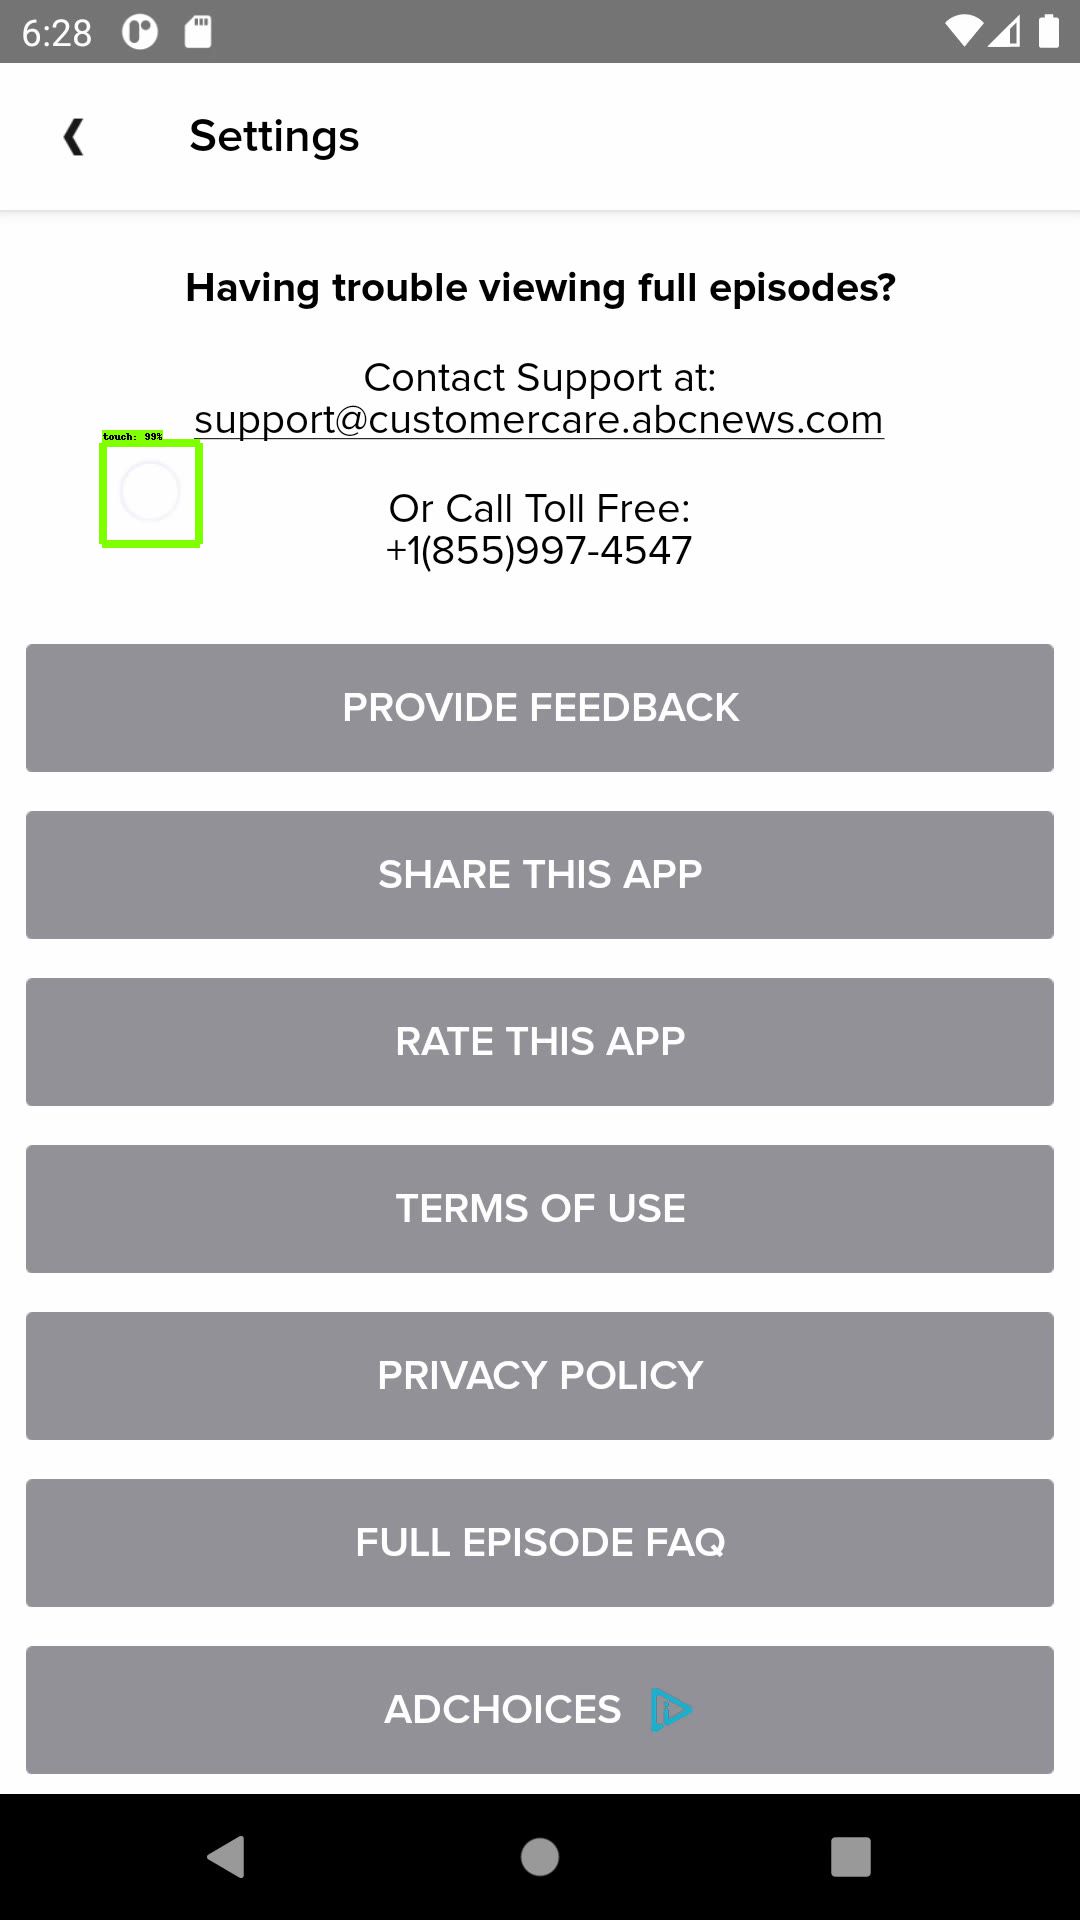 6:28
Settings
Having trouble viewing full episodes?
Contact Support at:
support@customercare.abcnews.com
touch: 99%
Or Call Toll Free:
+1(855)997-4547
PROVIDE FEEDBACK
SHARE THIS APP
RATE THIS APP
TERMS OF USE
PRIVACY POLICY
FULL EPISODE FAQ
ADCHOICES